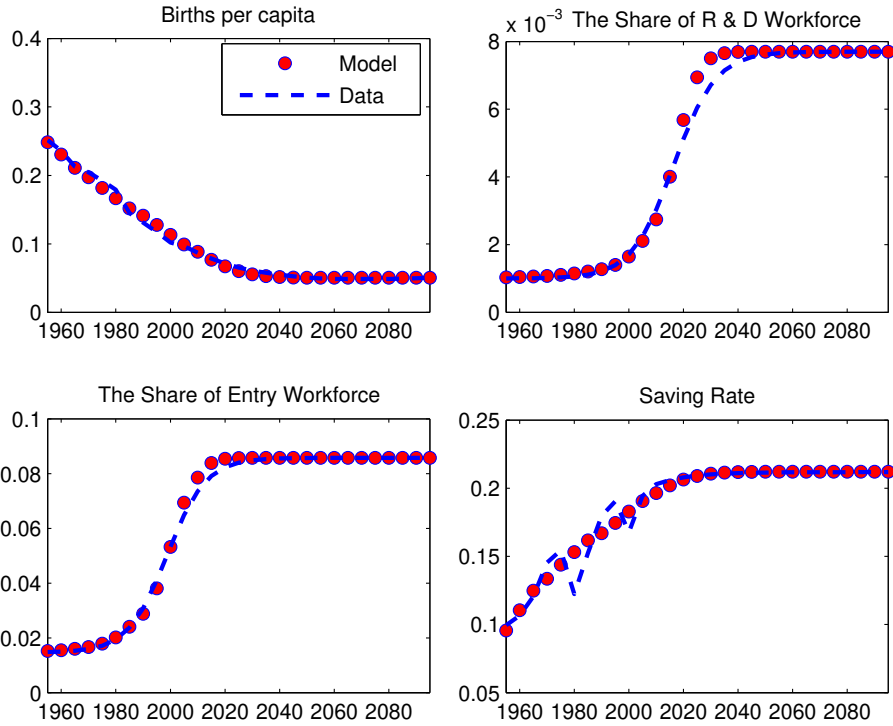 Births per capita
0.4
0.3
0.2
0.1
0
1960 1980 2000 2020 2040 2060 2080
Model
Data
x 10⁻³ The Share of R & D Workforce
8
6
4
2
0
1960 1980 2000 2020 2040 2060 2080
The Share of Entry Workforce
0.1
0.08
0.06
0.04
0.02
0
1960 1980 2000 2020 2040 2060 2080
Saving Rate
0.25
0.2
0.15
0.1
0.05
1960 1980 2000 2020 2040 2060 2080